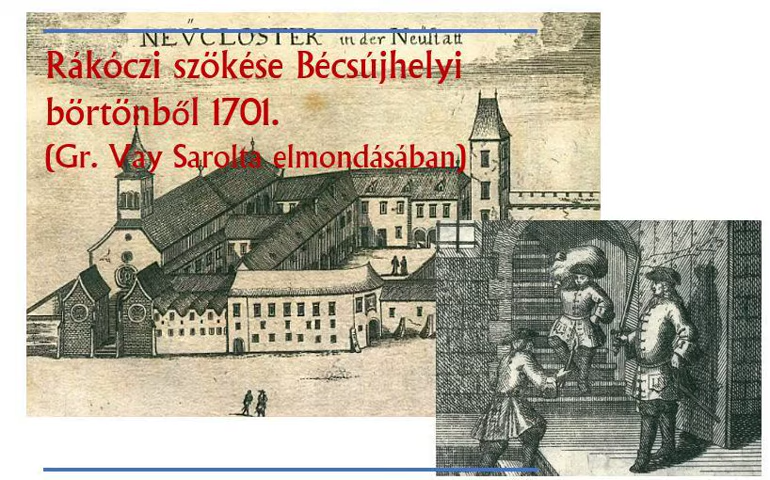 NEVCLOSTER in der Neustatt
Rákóczi szökése Bécsújhelyi
börtönből 1701.
(Gr. Vay Sarolta elmondásában)